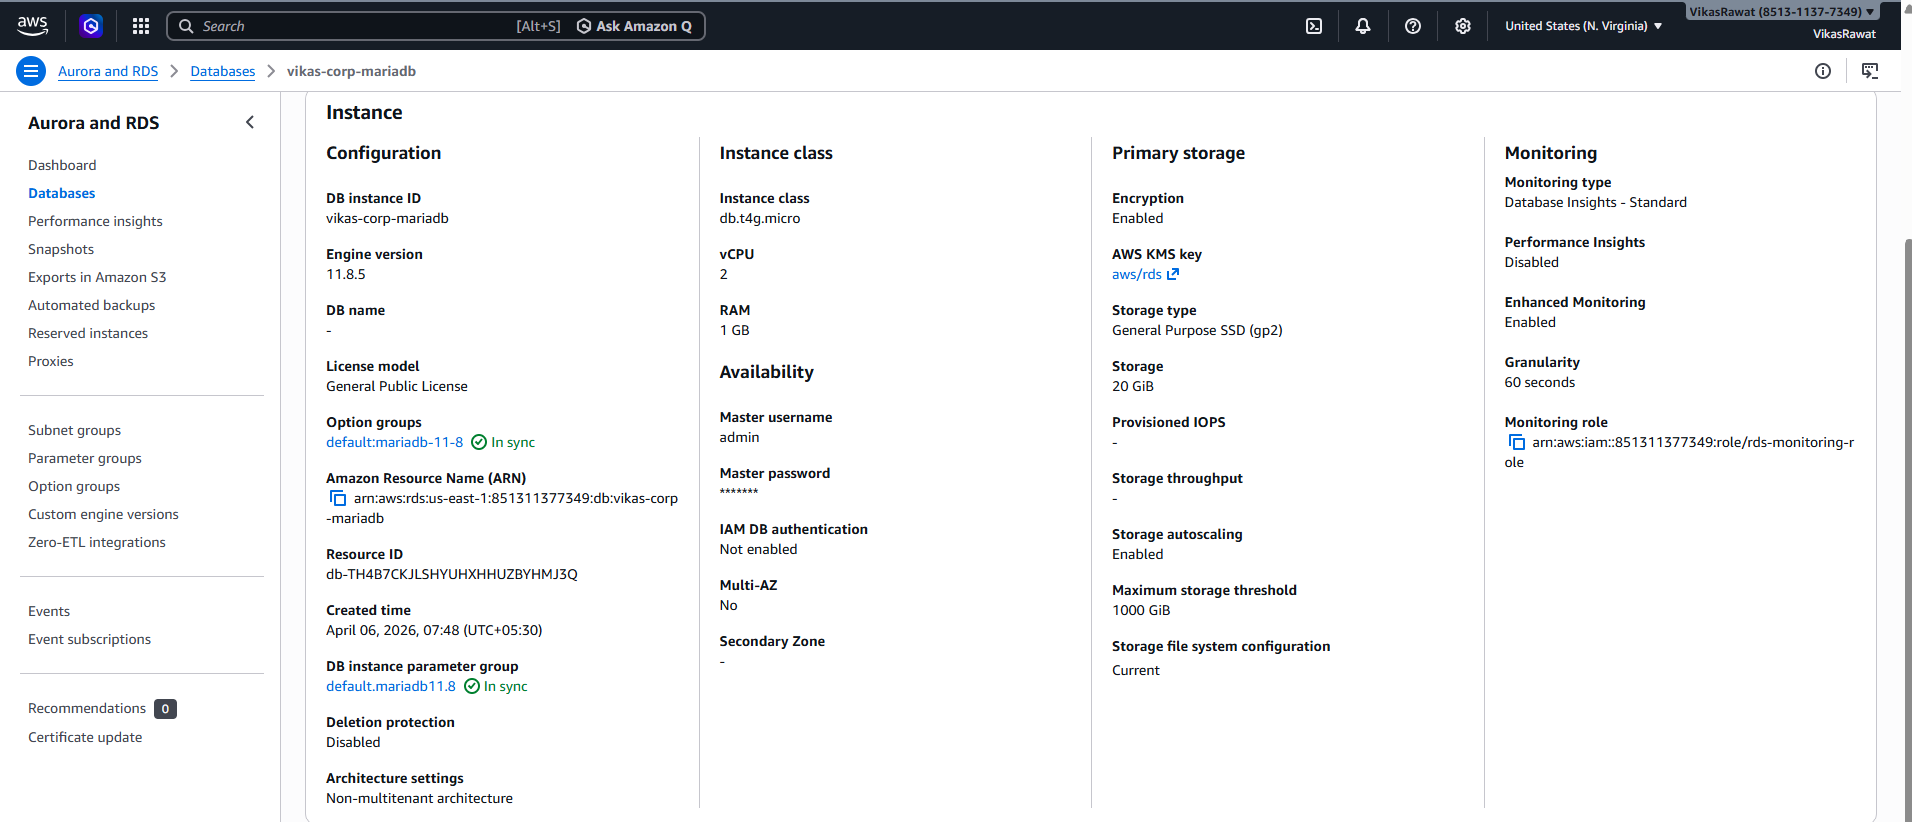 aws
Search
[Alt+S]
Ask Amazon Q
United States (N. Virginia)
VikasRawat (8513-1137-7349)
VikasRawat
Aurora and RDS
Databases
vikas-corp-mariadb
Aurora and RDS
Dashboard
Databases
Performance insights
Snapshots
Exports in Amazon S3
Automated backups
Reserved instances
Proxies
Subnet groups
Parameter groups
Option groups
Custom engine versions
Zero-ETL integrations
Events
Event subscriptions
Recommendations 0
Certificate update
Instance
Configuration
DB instance ID
vikas-corp-mariadb
Engine version
11.8.5
DB name
-
License model
General Public License
Option groups
default:mariadb-11-8 In sync
Amazon Resource Name (ARN)
arn:aws:rds:us-east-1:851311377349:db:vikas-corp
-mariadb
Resource ID
db-TH4B7CKJLSHYUHXHHUZBYHMJ3Q
Created time
April 06, 2026, 07:48 (UTC+05:30)
DB instance parameter group
default.mariadb11.8 In sync
Deletion protection
Disabled
Architecture settings
Non-multitenant architecture
Instance class
Instance class
db.t4g.micro
vCPU
2
RAM
1 GB
Availability
Master username
admin
Master password
*******
IAM DB authentication
Not enabled
Multi-AZ
No
Secondary Zone
-
Primary storage
Encryption
Enabled
AWS KMS key
aws/rds
Storage type
General Purpose SSD (gp2)
Storage
20 GiB
Provisioned IOPS
-
Storage throughput
-
Storage autoscaling
Enabled
Maximum storage threshold
1000 GiB
Storage file system configuration
Current
Monitoring
Monitoring type
Database Insights - Standard
Performance Insights
Disabled
Enhanced Monitoring
Enabled
Granularity
60 seconds
Monitoring role
arn:aws:iam::851311377349:role/rds-monitoring-r
ole